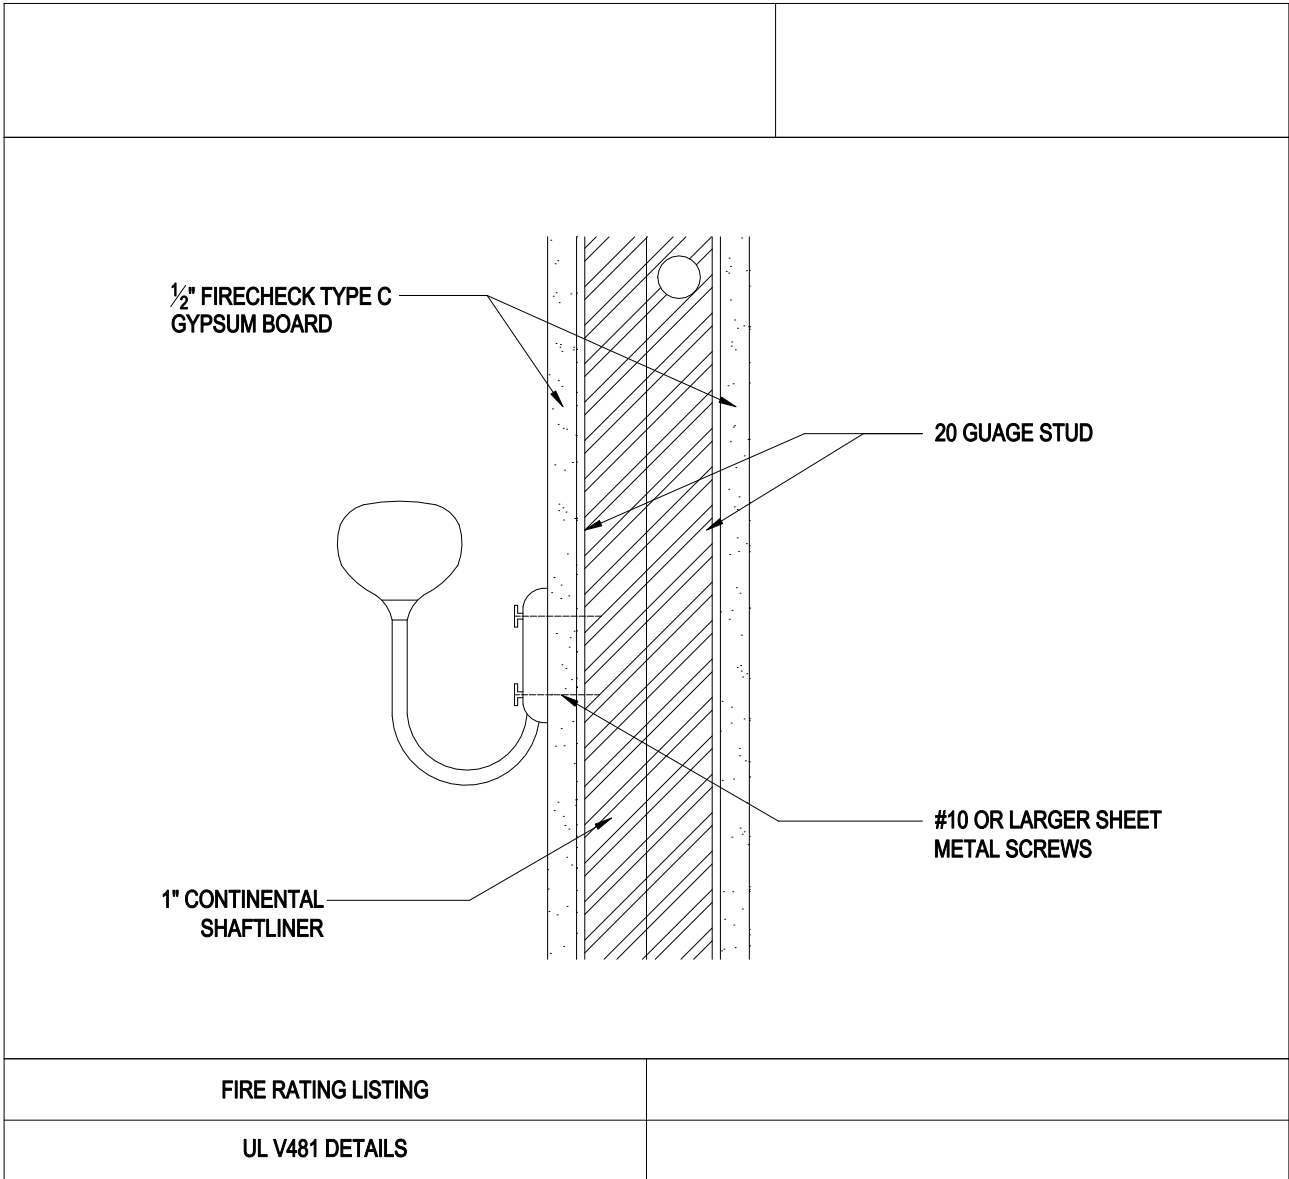 ½" FIRECHECK TYPE C
GYPSUM BOARD
20 GUAGE STUD
#10 OR LARGER SHEET
METAL SCREWS
1" CONTINENTAL
SHAFTLINER
FIRE RATING LISTING
UL V481 DETAILS